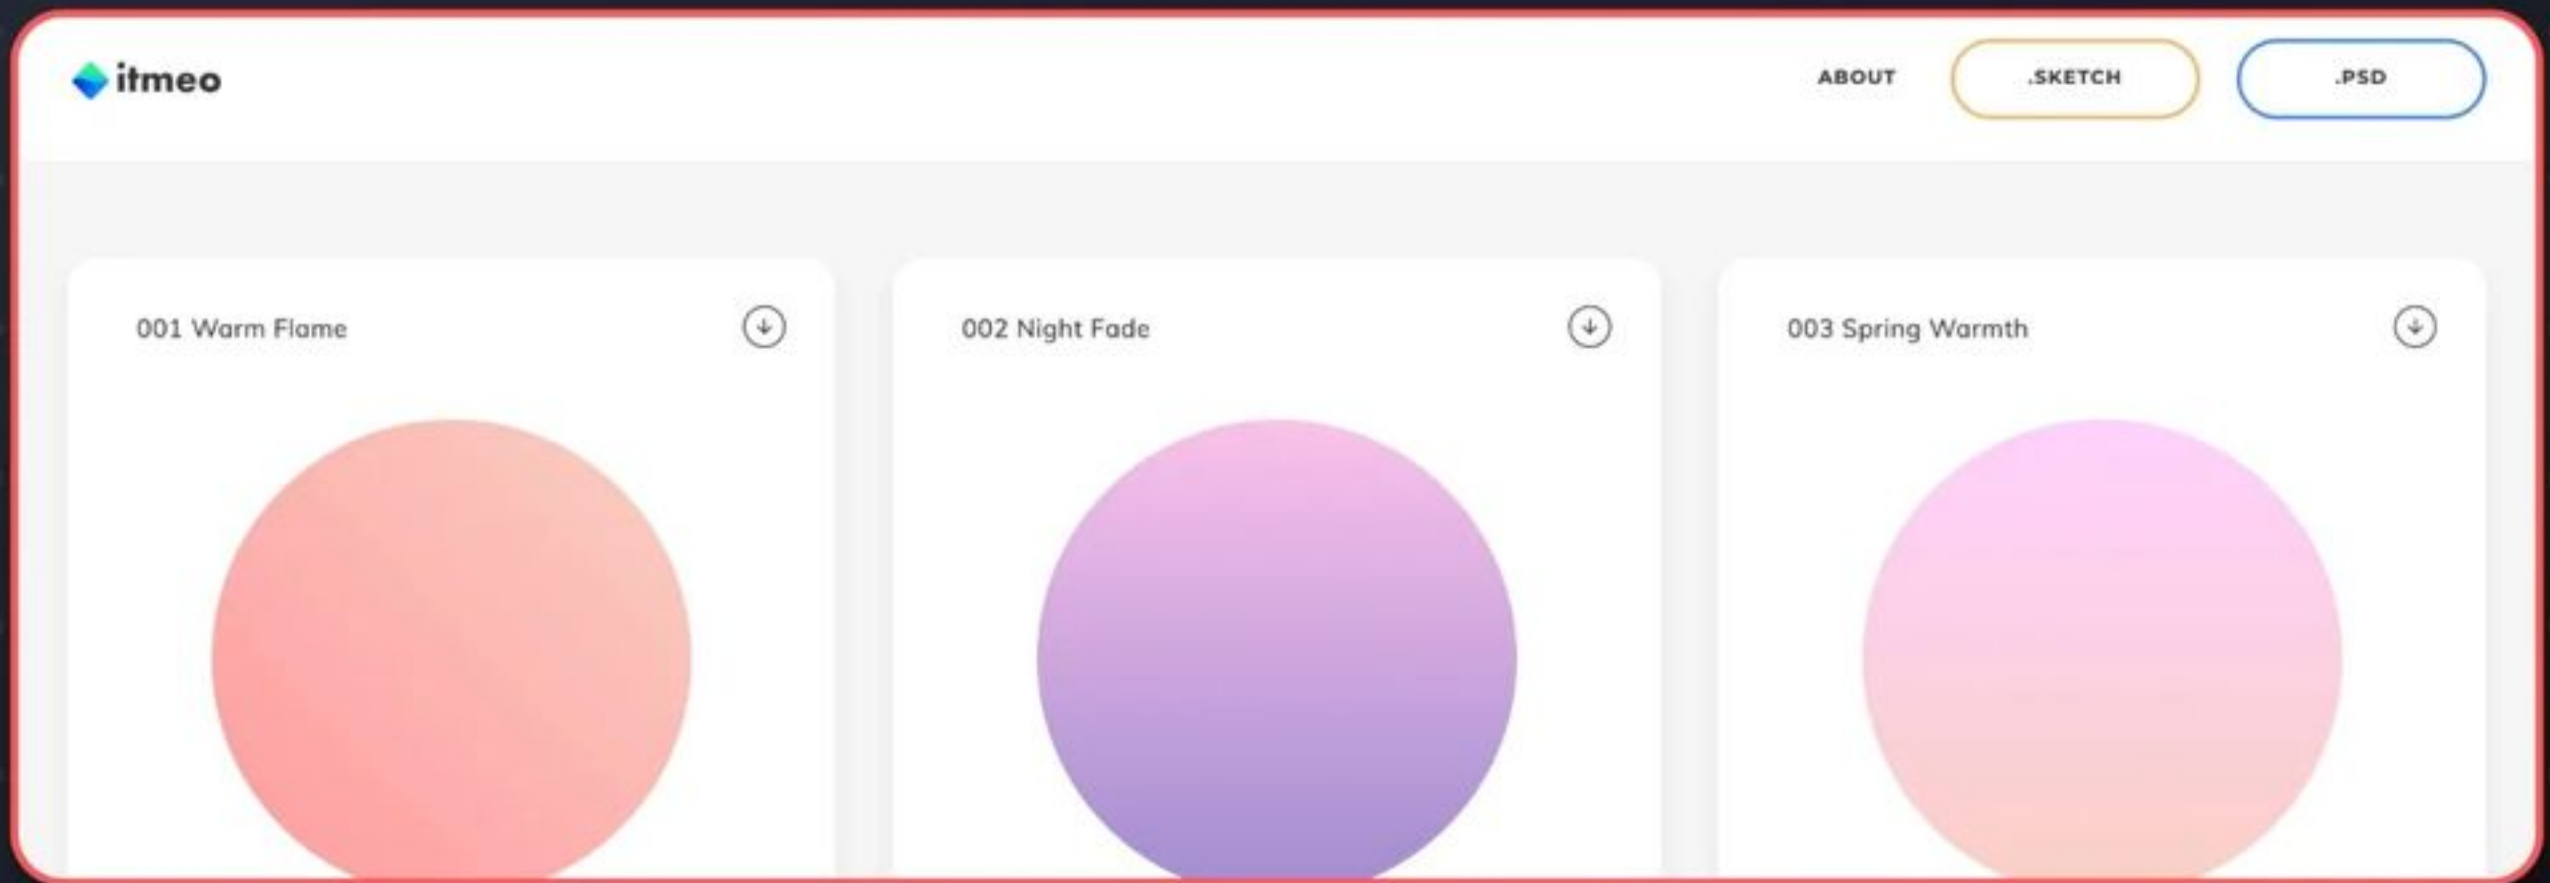 itmeo
ABOUT
.SKETCH
.PSD
001 Warm Flame
002 Night Fade
003 Spring Warmth